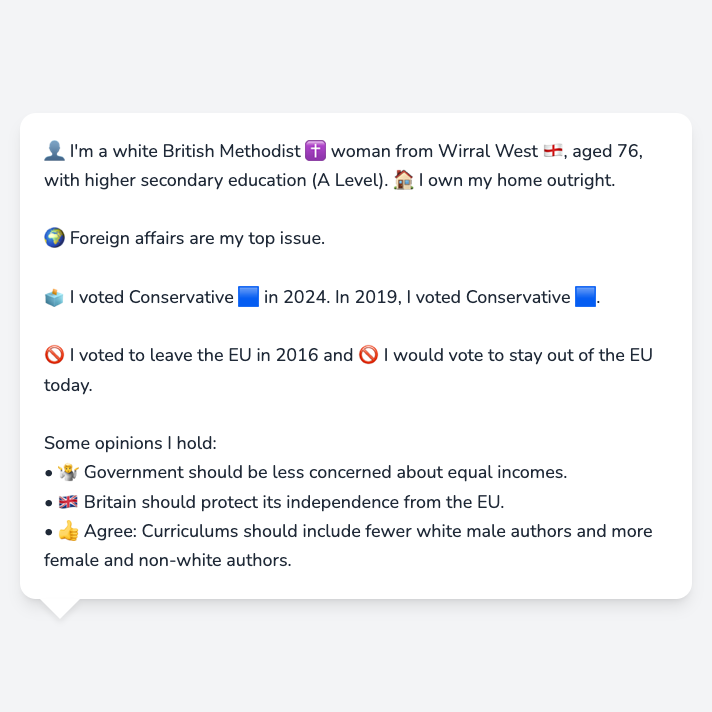 👤 I'm a white British Methodist ✝️ woman from Wirral West 🏴󠁧󠁢󠁥󠁮󠁧󠁿, aged 76,
with higher secondary education (A Level). 🏠 I own my home outright.
🌍 Foreign affairs are my top issue.
🗳️ I voted Conservative 🟦 in 2024. In 2019, I voted Conservative 🟦.
🚫 I voted to leave the EU in 2016 and 🚫 I would vote to stay out of the EU
today.
Some opinions I hold:
• 🤷‍♀️ Government should be less concerned about equal incomes.
• 🇬🇧 Britain should protect its independence from the EU.
• 👍 Agree: Curriculums should include fewer white male authors and more
female and non-white authors.